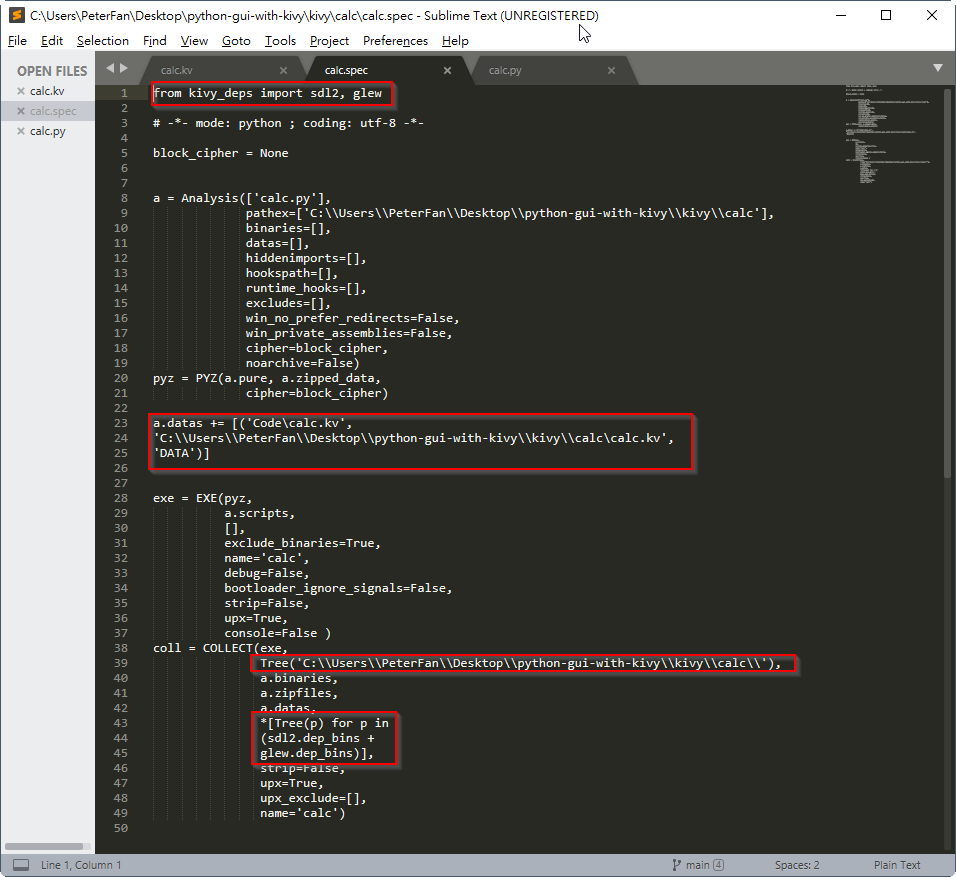 C:\Users\PeterFan\Desktop\python-gui-with-kivy\kivy\calc\calc.spec - Sublime Text (UNREGISTERED)
File Edit Selection Find View Goto Tools Project Preferences Help
OPEN FILES
calc.kv
calc.spec
calc.py
calc.kv calc.spec calc.py
1 from kivy_deps import sdl2, glew
2
3 # -*- mode: python ; coding: utf-8 -*-
4
5 block_cipher = None
6
7
8 a = Analysis(['calc.py'],
9 pathex=['C:\\Users\\PeterFan\\Desktop\\python-gui-with-kivy\\kivy\\calc'],
10 binaries=[],
11 datas=[],
12 hiddenimports=[],
13 hookspath=[],
14 runtime_hooks=[],
15 excludes=[],
16 win_no_prefer_redirects=False,
17 win_private_assemblies=False,
18 cipher=block_cipher,
19 noarchive=False)
20 pyz = PYZ(a.pure, a.zipped_data,
21 cipher=block_cipher)
22
23 a.datas += [('Code\calc.kv',
24 'C:\\Users\\PeterFan\\Desktop\\python-gui-with-kivy\\kivy\\calc\calc.kv',
25 'DATA')]
26
27
28 exe = EXE(pyz,
29 a.scripts,
30 [],
31 exclude_binaries=True,
32 name='calc',
33 debug=False,
34 bootloader_ignore_signals=False,
35 strip=False,
36 upx=True,
37 console=False )
38 coll = COLLECT(exe,
39 Tree('C:\\Users\\PeterFan\\Desktop\\python-gui-with-kivy\\kivy\\calc\\'),
40 a.binaries,
41 a.zipfiles,
42 a.datas,
43 *[Tree(p) for p in
44 (sdl2.dep_bins +
45 glew.dep_bins)],
46 strip=False,
47 upx=True,
48 upx_exclude=[],
49 name='calc')
50
Line 1, Column 1 main 4 Spaces: 2 Plain Text